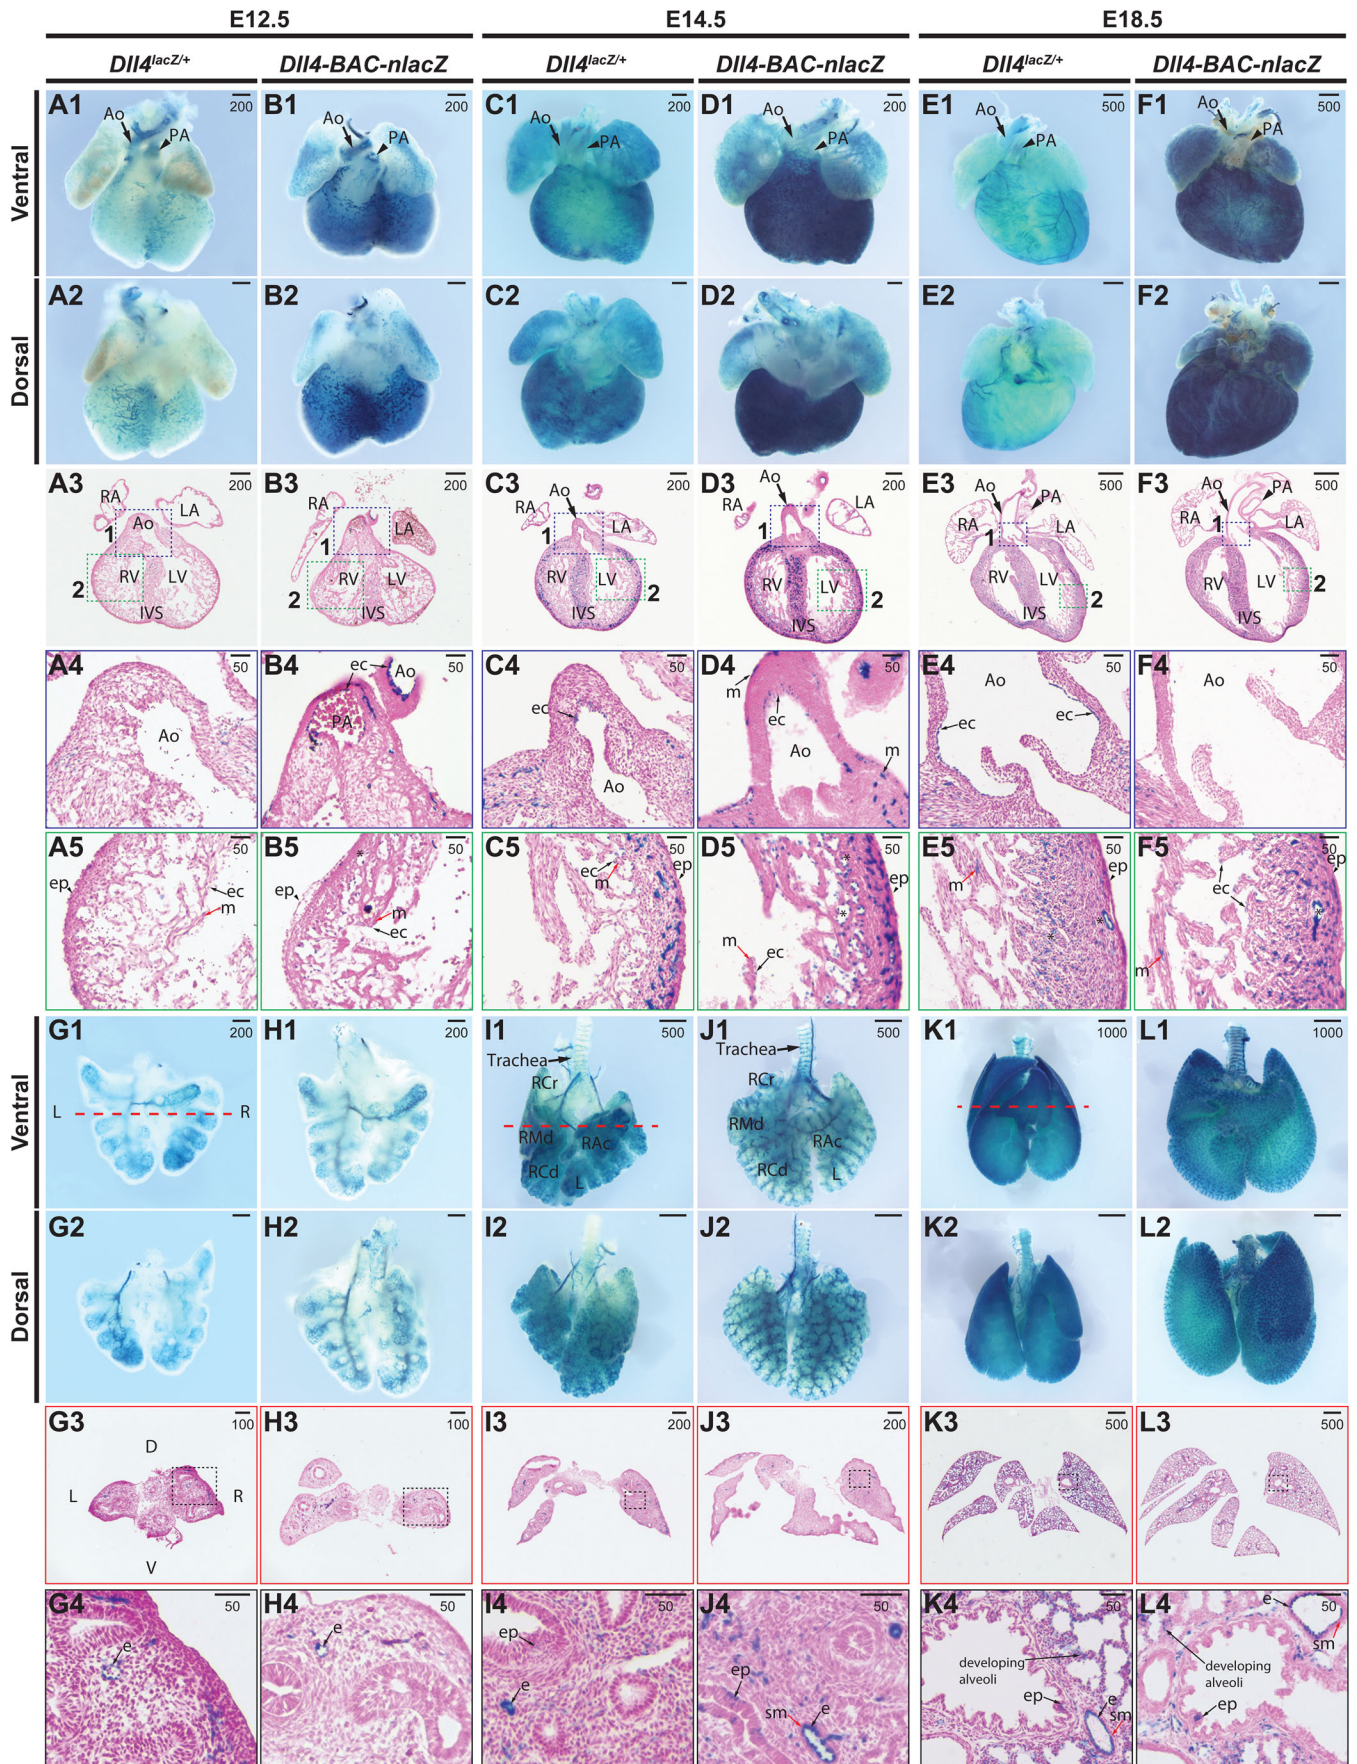 E12.5 E14.5 E18.5
Dll4lacZ/+ Dll4-BAC-nlacZ Dll4lacZ/+ Dll4-BAC-nlacZ Dll4lacZ/+ Dll4-BAC-nlacZ
Ventral
A1 200 Ao PA
B1 200 Ao PA
C1 200 Ao PA
D1 200 Ao PA
E1 500 Ao PA
F1 500 Ao PA
Dorsal
A2
B2
C2
D2
E2
F2
A3 200 RA LA Ao 1 RV LV 2 IVS
B3 200 RA LA 1 RV LV 2 IVS
C3 200 Ao RA LA 1 RV LV 2 IVS
D3 200 Ao RA LA 1 RV LV 2 IVS
E3 500 Ao PA RA LA 1 RV LV 2 IVS
F3 500 Ao PA RA LA 1 RV LV 2 IVS
A4 50 Ao
B4 50 ec Ao PA
C4 50 ec Ao
D4 50 m ec Ao m
E4 50 Ao ec ec
F4 50 Ao
A5 50 ep ec m
B5 50 * ep m ec
C5 50 ec m ep
D5 50 * ep * m ec
E5 50 m ep * *
F5 50 ep ec * m
Ventral
G1 200 L R
H1 200
I1 500 Trachea RCr RMd RAc RCd L
J1 500 Trachea RCr RMd RAc RCd L
K1 1000
L1 1000
Dorsal
G2
H2
I2
J2
K2
L2
G3 100 D L R V
H3 100
I3 200
J3 200
K3 500
L3 500
G4 50 e
H4 50 e
I4 50 ep e
J4 50 ep sm e
K4 50 developing alveoli ep e sm
L4 50 e sm developing alveoli ep